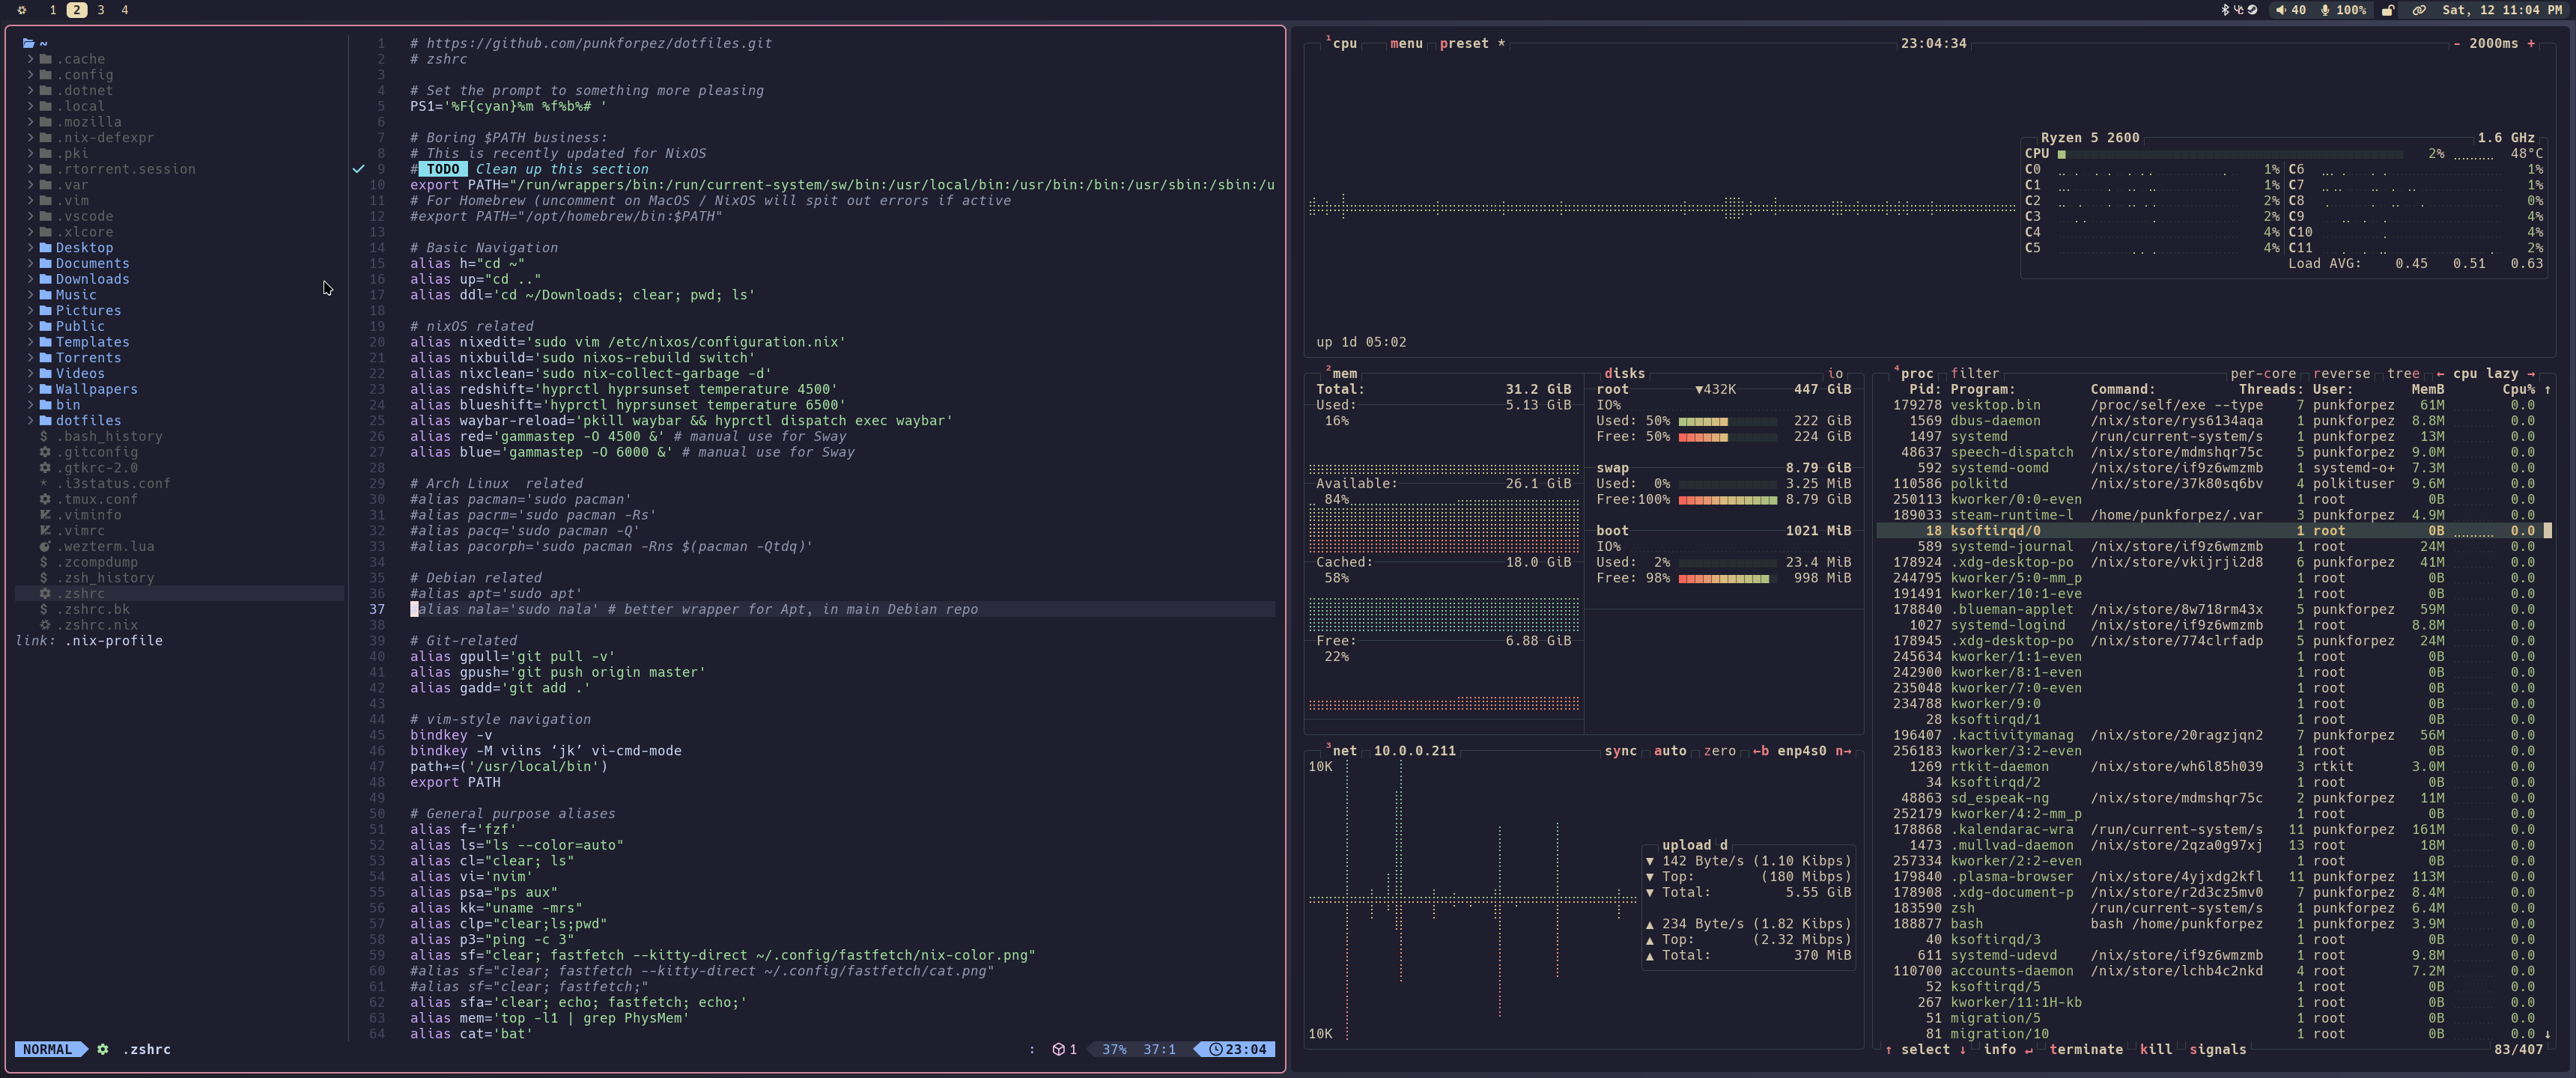 1 2 3 4
40 100% Sat, 12 11:04 PM
~
.cache
.config
.dotnet
.local
.mozilla
.nix-defexpr
.pki
.rtorrent.session
.var
.vim
.vscode
.xlcore
Desktop
Documents
Downloads
Music
Pictures
Public
Templates
Torrents
Videos
Wallpapers
bin
dotfiles
$ .bash_history
.gitconfig
.gtkrc-2.0
* .i3status.conf
.tmux.conf
.viminfo
.vimrc
.wezterm.lua
$ .zcompdump
$ .zsh_history
.zshrc
$ .zshrc.bk
.zshrc.nix
link: .nix-profile
1 # https://github.com/punkforpez/dotfiles.git
2 # zshrc
3
4 # Set the prompt to something more pleasing
5 PS1='%F{cyan}%m %f%b%# '
6
7 # Boring $PATH business:
8 # This is recently updated for NixOS
9 # TODO Clean up this section
10 export PATH="/run/wrappers/bin:/run/current-system/sw/bin:/usr/local/bin:/usr/bin:/bin:/usr/sbin:/sbin:/u
11 # For Homebrew (uncomment on MacOS / NixOS will spit out errors if active
12 #export PATH="/opt/homebrew/bin:$PATH"
13
14 # Basic Navigation
15 alias h="cd ~"
16 alias up="cd .."
17 alias ddl='cd ~/Downloads; clear; pwd; ls'
18
19 # nixOS related
20 alias nixedit='sudo vim /etc/nixos/configuration.nix'
21 alias nixbuild='sudo nixos-rebuild switch'
22 alias nixclean='sudo nix-collect-garbage -d'
23 alias redshift='hyprctl hyprsunset temperature 4500'
24 alias blueshift='hyprctl hyprsunset temperature 6500'
25 alias waybar-reload='pkill waybar && hyprctl dispatch exec waybar'
26 alias red='gammastep -O 4500 &' # manual use for Sway
27 alias blue='gammastep -O 6000 &' # manual use for Sway
28
29 # Arch Linux  related
30 #alias pacman='sudo pacman'
31 #alias pacrm='sudo pacman -Rs'
32 #alias pacq='sudo pacman -Q'
33 #alias pacorph='sudo pacman -Rns $(pacman -Qtdq)'
34
35 # Debian related
36 #alias apt='sudo apt'
37 #alias nala='sudo nala' # better wrapper for Apt, in main Debian repo
38
39 # Git-related
40 alias gpull='git pull -v'
41 alias gpush='git push origin master'
42 alias gadd='git add .'
43
44 # vim-style navigation
45 bindkey -v
46 bindkey -M viins ‘jk’ vi-cmd-mode
47 path+=('/usr/local/bin')
48 export PATH
49
50 # General purpose aliases
51 alias f='fzf'
52 alias ls="ls --color=auto"
53 alias cl="clear; ls"
54 alias vi='nvim'
55 alias psa="ps aux"
56 alias kk="uname -mrs"
57 alias clp="clear;ls;pwd"
58 alias p3="ping -c 3"
59 alias sf="clear; fastfetch --kitty-direct ~/.config/fastfetch/nix-color.png"
60 #alias sf="clear; fastfetch --kitty-direct ~/.config/fastfetch/cat.png"
61 #alias sf="clear; fastfetch;"
62 alias sfa='clear; echo; fastfetch; echo;'
63 alias mem='top -l1 | grep PhysMem'
64 alias cat='bat'
NORMAL .zshrc : 1 37% 37:1 23:04
¹cpu menu preset * 23:04:34 - 2000ms +
Ryzen 5 2600 1.6 GHz
CPU 2% 48°C
C0 1% C6 1%
C1 1% C7 1%
C2 2% C8 0%
C3 2% C9 4%
C4 4% C10 4%
C5 4% C11 2%
Load AVG: 0.45 0.51 0.63
up 1d 05:02
²mem
Total: 31.2 GiB
Used: 5.13 GiB
16%
Available: 26.1 GiB
84%
Cached: 18.0 GiB
58%
Free: 6.88 GiB
22%
disks io
root ▼432K 447 GiB
IO%
Used: 50% 222 GiB
Free: 50% 224 GiB
swap 8.79 GiB
Used: 0% 3.25 MiB
Free:100% 8.79 GiB
boot 1021 MiB
IO%
Used: 2% 23.4 MiB
Free: 98% 998 MiB
³net 10.0.0.211 sync auto zero ←b enp4s0 n→
10K
upload d
▼ 142 Byte/s (1.10 Kibps)
▼ Top: (180 Mibps)
▼ Total: 5.55 GiB
▲ 234 Byte/s (1.82 Kibps)
▲ Top: (2.32 Mibps)
▲ Total: 370 MiB
10K
⁴proc filter per-core reverse tree ← cpu lazy →
Pid: Program: Command: Threads: User: MemB Cpu% ↑
179278 vesktop.bin /proc/self/exe --type 7 punkforpez 61M 0.0
1569 dbus-daemon /nix/store/rys6134aqa 1 punkforpez 8.8M 0.0
1497 systemd /run/current-system/s 1 punkforpez 13M 0.0
48637 speech-dispatch /nix/store/mdmshqr75c 5 punkforpez 9.0M 0.0
592 systemd-oomd /nix/store/if9z6wmzmb 1 systemd-o+ 7.3M 0.0
110586 polkitd /nix/store/37k80sq6bv 4 polkituser 9.6M 0.0
250113 kworker/0:0-even 1 root 0B 0.0
189033 steam-runtime-l /home/punkforpez/.var 3 punkforpez 4.9M 0.0
18 ksoftirqd/0 1 root 0B 0.0
589 systemd-journal /nix/store/if9z6wmzmb 1 root 24M 0.0
178924 .xdg-desktop-po /nix/store/vkijrji2d8 6 punkforpez 41M 0.0
244795 kworker/5:0-mm_p 1 root 0B 0.0
191491 kworker/10:1-eve 1 root 0B 0.0
178840 .blueman-applet /nix/store/8w718rm43x 5 punkforpez 59M 0.0
1027 systemd-logind /nix/store/if9z6wmzmb 1 root 8.8M 0.0
178945 .xdg-desktop-po /nix/store/774clrfadp 5 punkforpez 24M 0.0
245634 kworker/1:1-even 1 root 0B 0.0
242900 kworker/8:1-even 1 root 0B 0.0
235048 kworker/7:0-even 1 root 0B 0.0
234788 kworker/9:0 1 root 0B 0.0
28 ksoftirqd/1 1 root 0B 0.0
196407 .kactivitymanag /nix/store/20ragzjqn2 7 punkforpez 56M 0.0
256183 kworker/3:2-even 1 root 0B 0.0
1269 rtkit-daemon /nix/store/wh6l85h039 3 rtkit 3.0M 0.0
34 ksoftirqd/2 1 root 0B 0.0
48863 sd_espeak-ng /nix/store/mdmshqr75c 2 punkforpez 11M 0.0
252179 kworker/4:2-mm_p 1 root 0B 0.0
178868 .kalendarac-wra /run/current-system/s 11 punkforpez 161M 0.0
1473 .mullvad-daemon /nix/store/2qza0g97xj 13 root 18M 0.0
257334 kworker/2:2-even 1 root 0B 0.0
179840 .plasma-browser /nix/store/4yjxdg2kfl 11 punkforpez 113M 0.0
178908 .xdg-document-p /nix/store/r2d3cz5mv0 7 punkforpez 8.4M 0.0
183590 zsh /run/current-system/s 1 punkforpez 6.4M 0.0
188877 bash bash /home/punkforpez 1 punkforpez 3.9M 0.0
40 ksoftirqd/3 1 root 0B 0.0
611 systemd-udevd /nix/store/if9z6wmzmb 1 root 9.8M 0.0
110700 accounts-daemon /nix/store/lchb4c2nkd 4 root 7.2M 0.0
52 ksoftirqd/5 1 root 0B 0.0
267 kworker/11:1H-kb 1 root 0B 0.0
51 migration/5 1 root 0B 0.0
81 migration/10 1 root 0B 0.0 ↓
↑ select ↓ info ↵ terminate kill signals 83/407